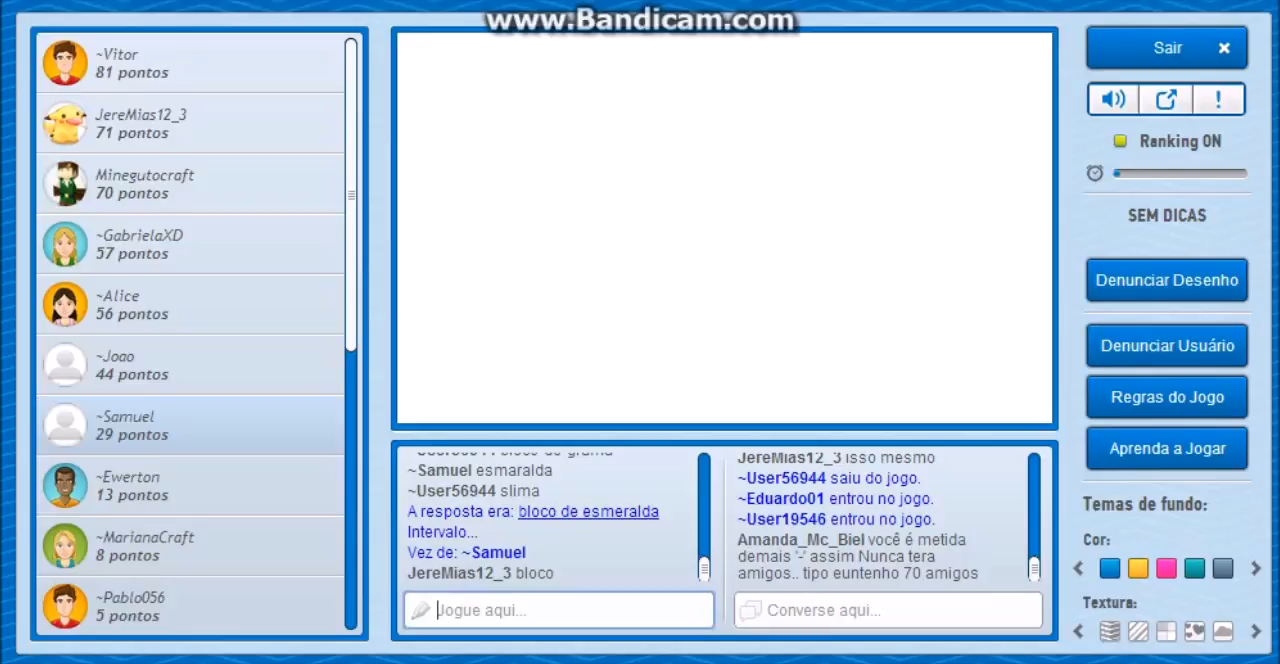 www.Bandicam.com
~Vitor
81 pontos
JereMias12_3
71 pontos
Minegutocraft
70 pontos
~GabrielaXD
57 pontos
~Alice
56 pontos
~Joao
44 pontos
~Samuel
29 pontos
~Ewerton
13 pontos
~MarianaCraft
8 pontos
~Pablo056
5 pontos
~Samuel esmaralda
~User56944 slima
A resposta era: bloco de esmeralda
Intervalo...
Vez de: ~Samuel
JereMias12_3 bloco
Jogue aqui...
JereMias12_3 isso mesmo
~User56944 saiu do jogo.
~Eduardo01 entrou no jogo.
~User19546 entrou no jogo.
Amanda_Mc_Biel você é metida
demais '-' assim Nunca tera
amigos.. tipo euntenho 70 amigos
Converse aqui...
Sair
Ranking ON
SEM DICAS
Denunciar Desenho
Denunciar Usuário
Regras do Jogo
Aprenda a Jogar
Temas de fundo:
Cor:
Textura: